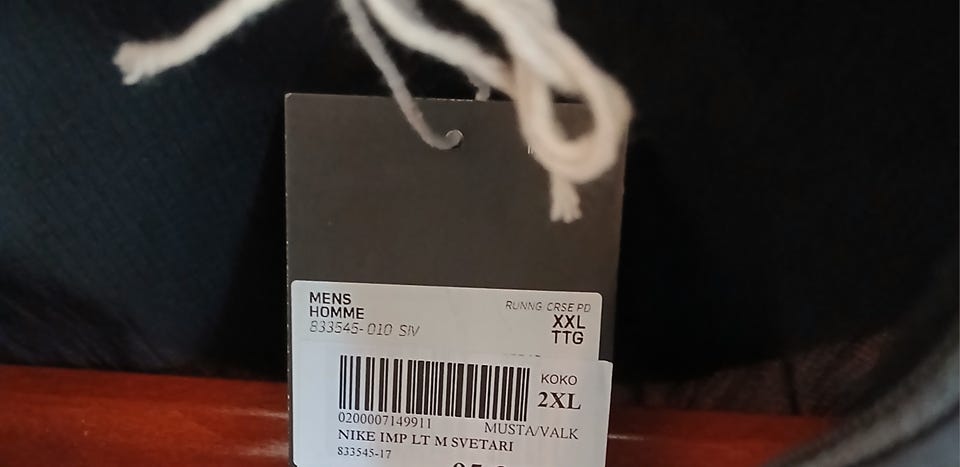 MENS
HOMME
833545-010 SIV
RUNNG CRSE PD
XXL
TTG
KOKO
2XL
0200007149911
MUSTA/VALK
NIKE IMP LT M SVETARI
833545-17